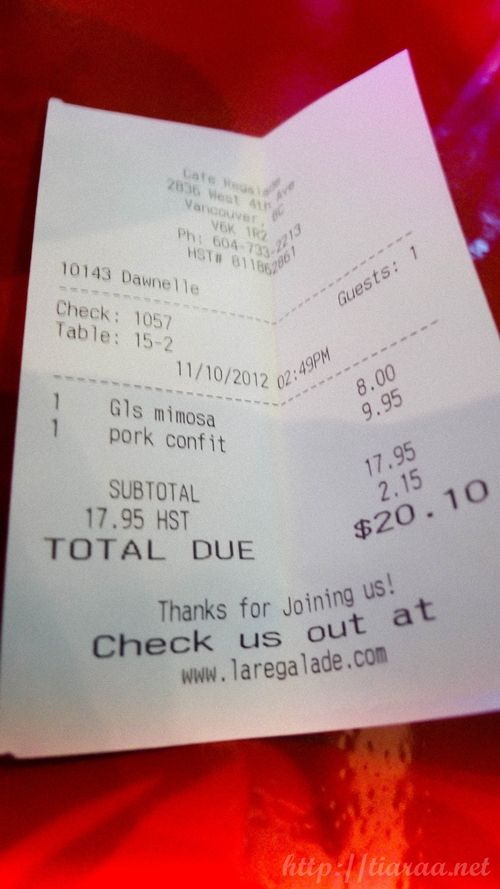 Cafe Regalade
2836 West 4th Ave
Vancouver, BC
V6K 1R2
Ph: 604-733-2213
HST# 811862861
10143 Dawnelle
Check: 1057 Guests: 1
Table: 15-2
11/10/2012 02:49PM
1 Gls mimosa 8.00
1 pork confit 9.95
SUBTOTAL 17.95
17.95 HST 2.15
TOTAL DUE $20.10
Thanks for Joining us!
Check us out at
www.laregalade.com
http://tiaraa.net